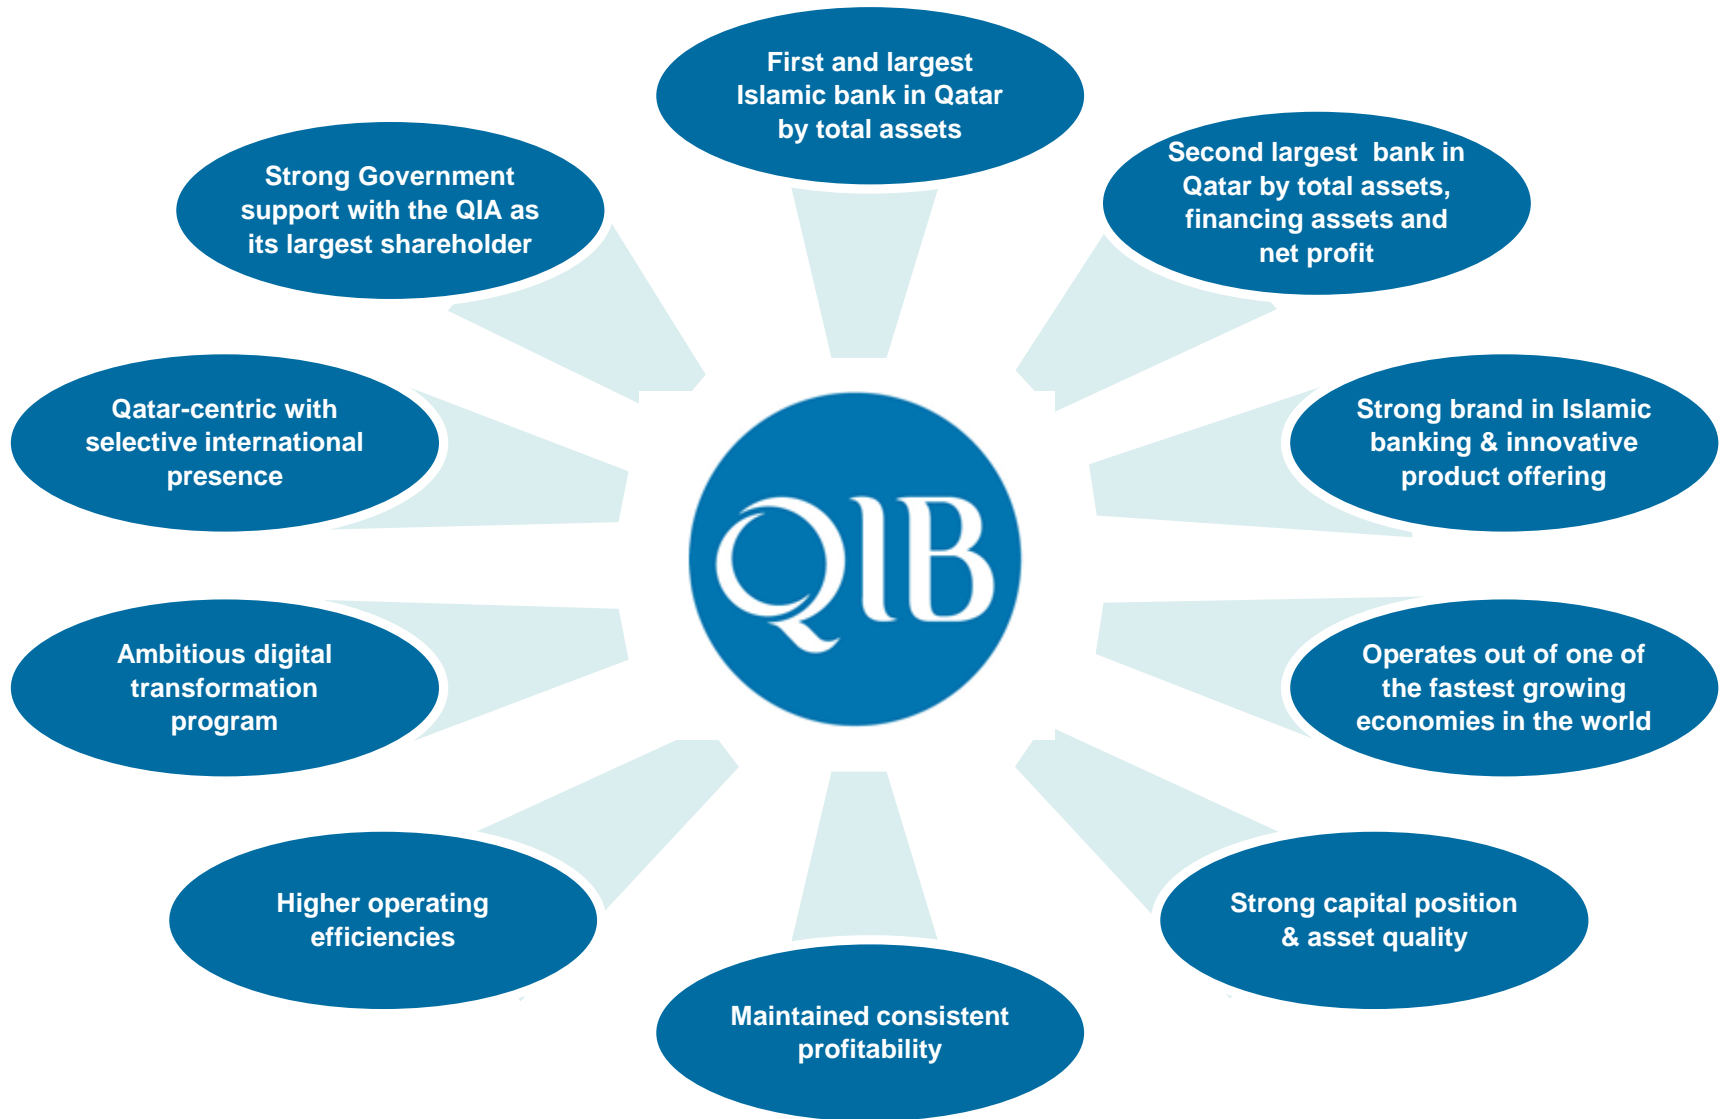 First and largest
Islamic bank in Qatar
by total assets
Second largest  bank in
Qatar by total assets,
financing assets and
net profit
Strong brand in Islamic
banking & innovative
product offering
Operates out of one of
the fastest growing
economies in the world
Strong capital position
& asset quality
Maintained consistent
profitability
Higher operating
efficiencies
Ambitious digital
transformation
program
Qatar-centric with
selective international
presence
Strong Government
support with the QIA as
its largest shareholder
QIB